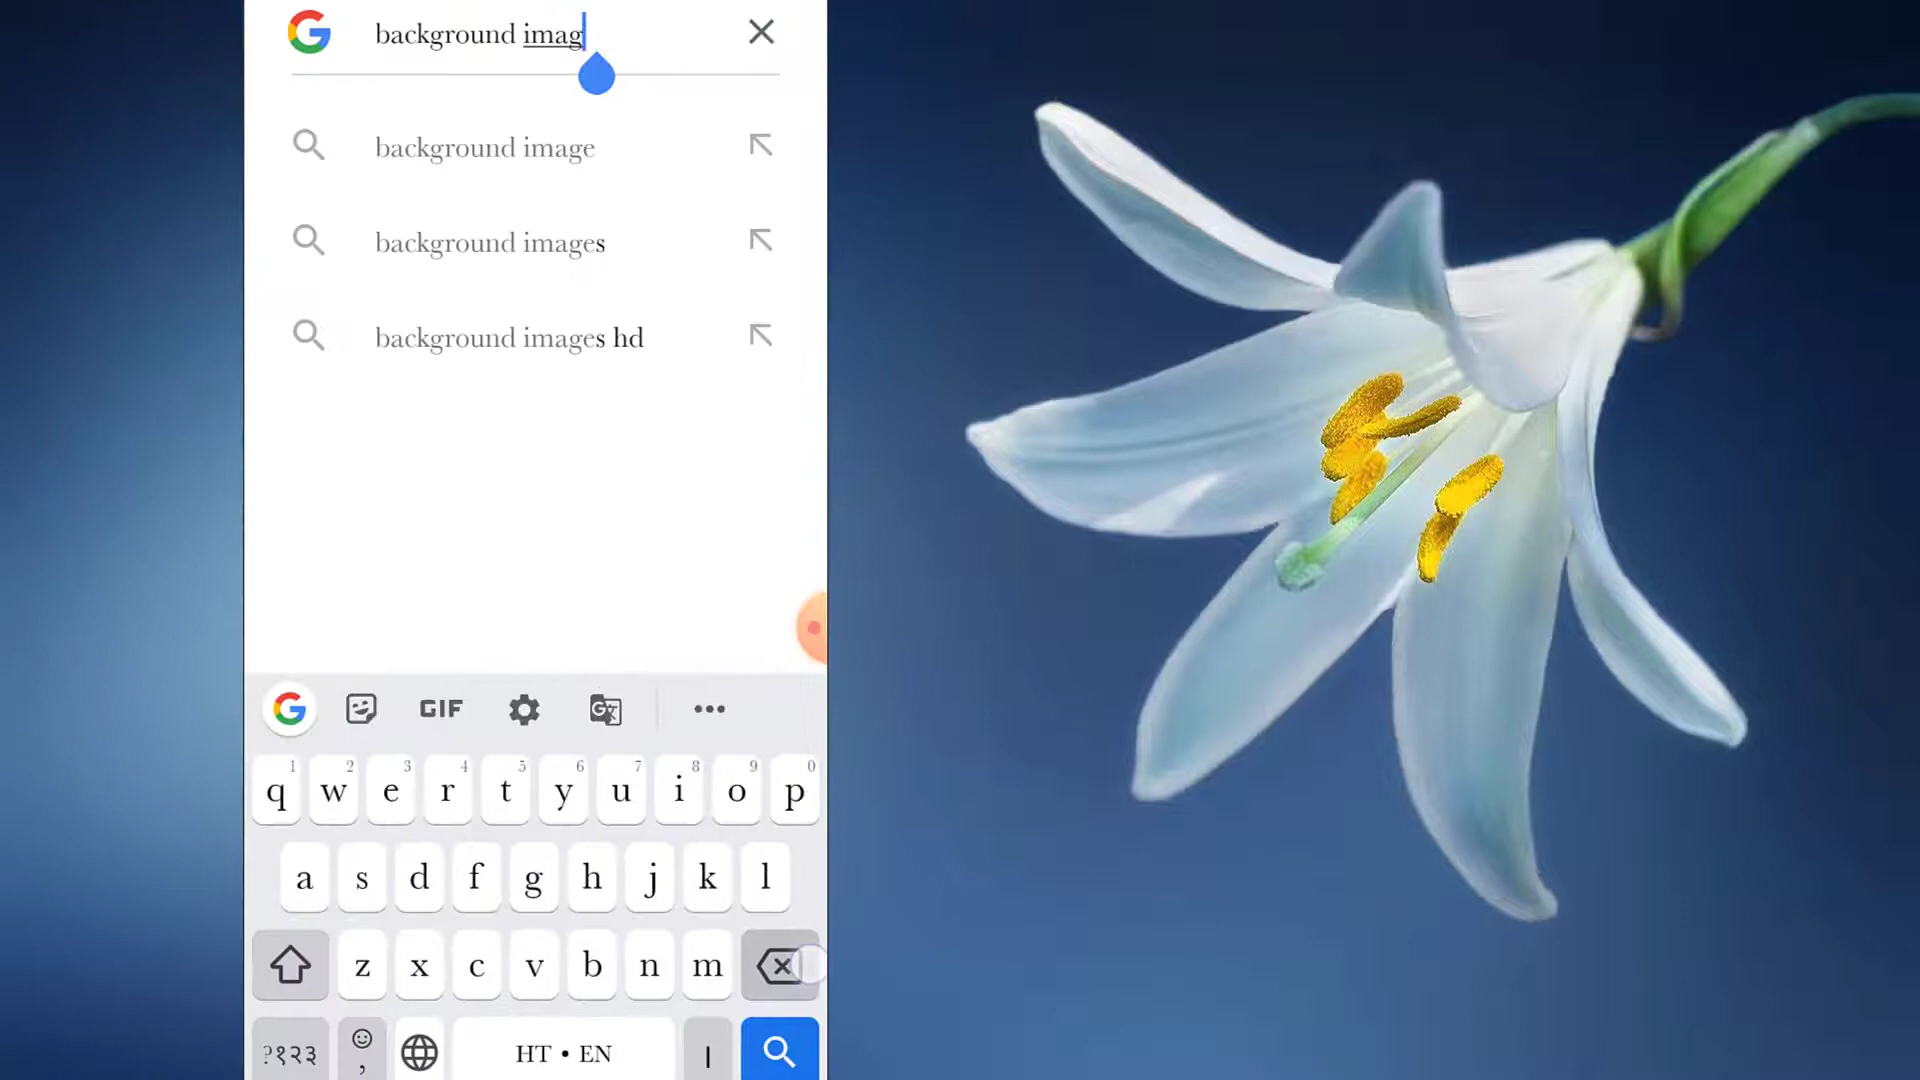 background imag
background image
background images
background images hd
GIF
1 2 3 4 5 6 7 8 9 0
q w e r t y u i o p
a s d f g h j k l
z x c v b n m
?१२३ , HT • EN ।